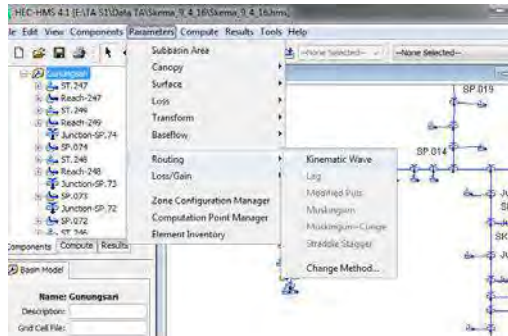 HEC-HMS 4.1 [E:\TA S1\Data TA\Skema_9_4_16\Skema_9_4_16.hms]
le Edit View Components Parameters Compute Results Tools Help
--None Selected-- --None Selected--
Gunungsari
ST.247
Reach-247
ST.249
Reach-249
Junction-SP.74
SP.074
ST.248
Reach-248
Junction-SP.73
SP.073
Junction-SP.72
SP.072
ST.246
Components Compute Results
Basin Model
Name: Gunungsari
Description:
Grid Cell File:
Subbasin Area
Canopy
Surface
Loss
Transform
Baseflow
Routing
Loss/Gain
Zone Configuration Manager
Computation Point Manager
Element Inventory
Kinematic Wave
Lag
Modified Puls
Muskingum
Muskingum-Cunge
Straddle Stagger
Change Method...
SP.019
SP.014